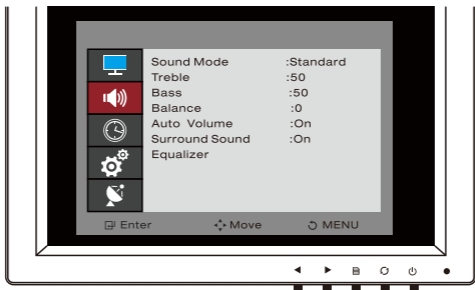 Sound Mode :Standard
Treble :50
Bass :50
Balance :0
Auto Volume :On
Surround Sound :On
Equalizer
Enter Move MENU